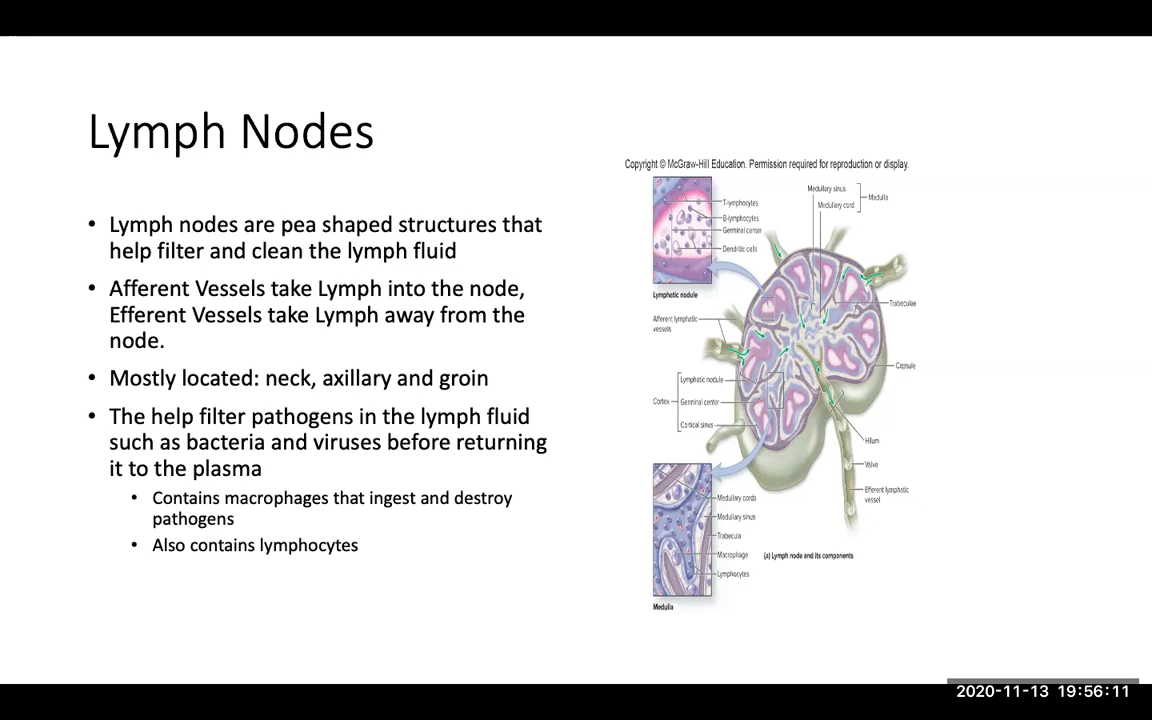 Lymph Nodes
• Lymph nodes are pea shaped structures that
help filter and clean the lymph fluid
• Afferent Vessels take Lymph into the node,
Efferent Vessels take Lymph away from the
node.
• Mostly located: neck, axillary and groin
• The help filter pathogens in the lymph fluid
such as bacteria and viruses before returning
it to the plasma
• Contains macrophages that ingest and destroy
pathogens
• Also contains lymphocytes
Copyright © McGraw-Hill Education. Permission required for reproduction or display.
T-lymphocytes
B-lymphocytes
Germinal center
Dendritic cells
Lymphatic nodule
Medullary sinus
Medullary cord
Medulla
Trabeculae
Afferent lymphatic
vessels
Capsule
Cortex
Lymphatic nodule
Germinal center
Cortical sinus
Hilum
Valve
Efferent lymphatic
vessel
Medullary cords
Medullary sinus
Trabecula
Macrophage
Lymphocytes
Medulla
(a) Lymph node and its components
2020-11-13 19:56:11